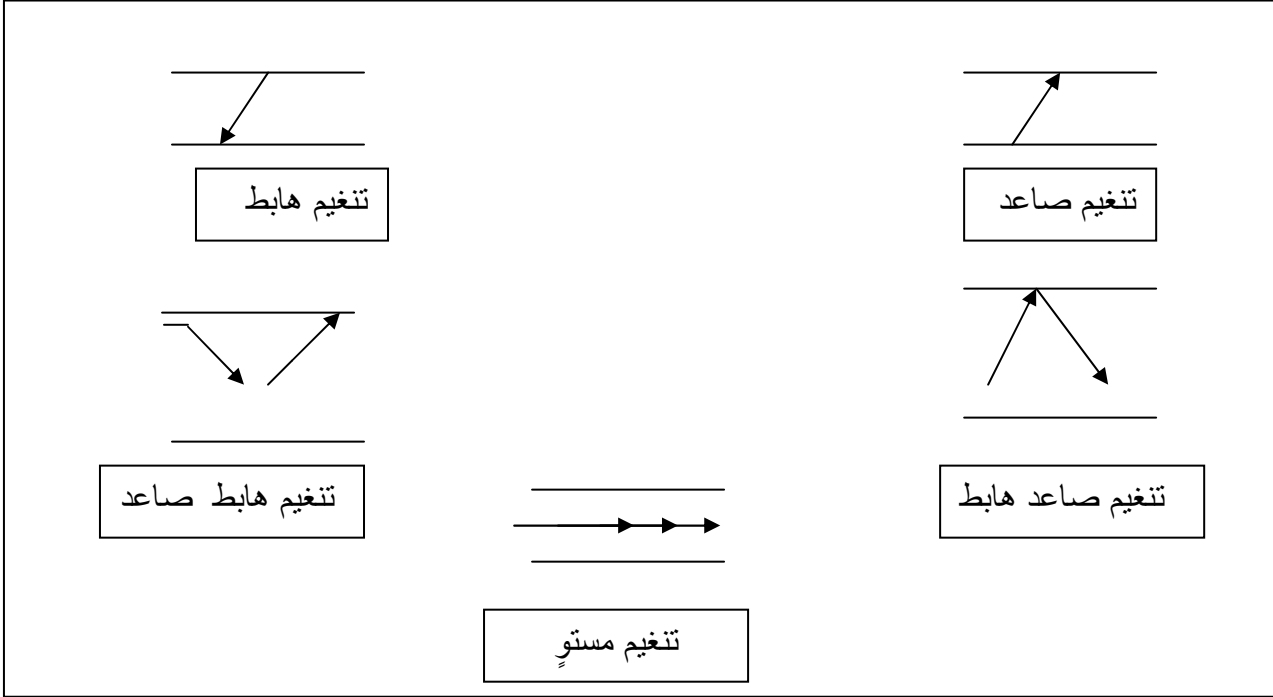 تنغيم صاعد
تنغيم هابط
تنغيم صاعد هابط
تنغيم هابط صاعد
تنغيم مستوٍ